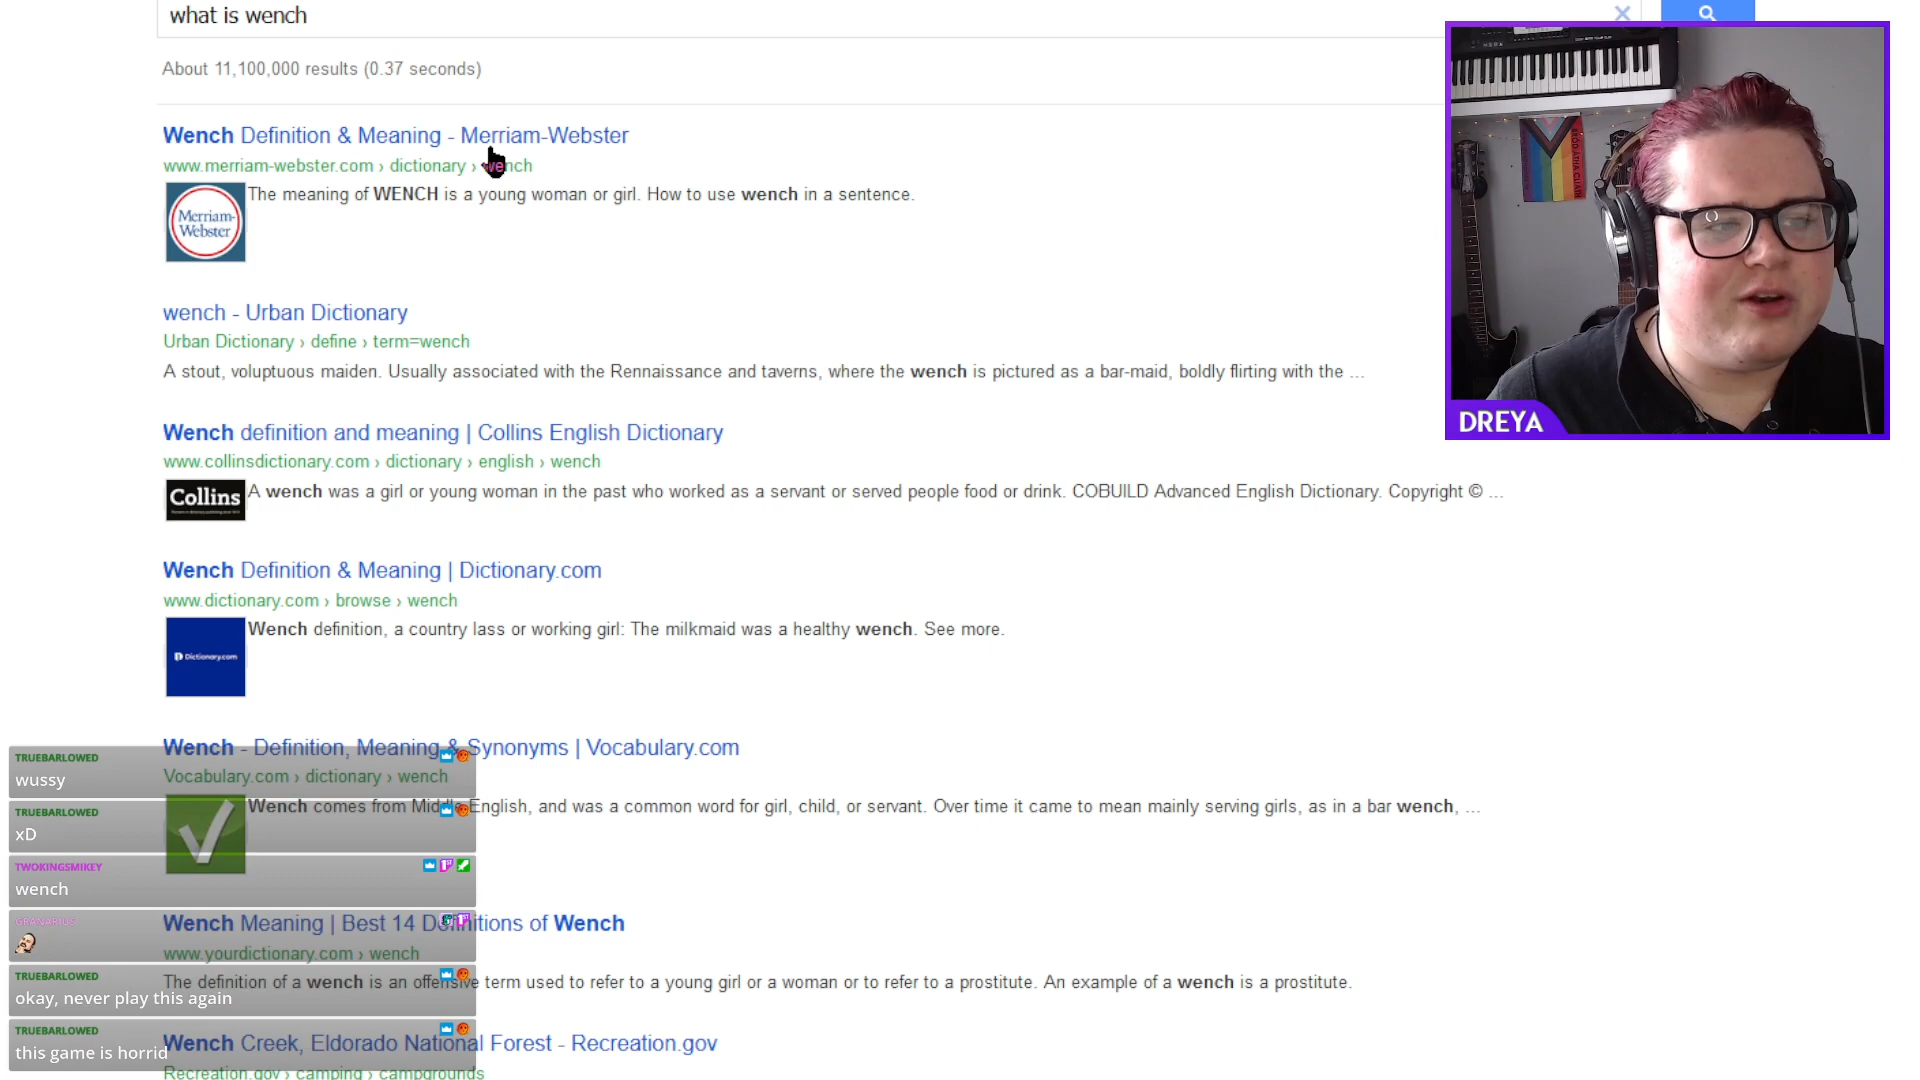 what is wench
About 11,100,000 results (0.37 seconds)
Wench Definition & Meaning - Merriam-Webster
www.merriam-webster.com › dictionary › wench
The meaning of WENCH is a young woman or girl. How to use wench in a sentence.
Merriam-
Webster
wench - Urban Dictionary
Urban Dictionary › define › term=wench
A stout, voluptuous maiden. Usually associated with the Rennaissance and taverns, where the wench is pictured as a bar-maid, boldly flirting with the ...
Wench definition and meaning | Collins English Dictionary
www.collinsdictionary.com › dictionary › english › wench
Collins
A wench was a girl or young woman in the past who worked as a servant or served people food or drink. COBUILD Advanced English Dictionary. Copyright © ...
Wench Definition & Meaning | Dictionary.com
www.dictionary.com › browse › wench
Wench definition, a country lass or working girl: The milkmaid was a healthy wench. See more.
Dictionary.com
Wench - Definition, Meaning & Synonyms | Vocabulary.com
Vocabulary.com › dictionary › wench
Wench comes from Middle English, and was a common word for girl, child, or servant. Over time it came to mean mainly serving girls, as in a bar wench, ...
Wench Meaning | Best 14 Definitions of Wench
www.yourdictionary.com › wench
The definition of a wench is an offensive term used to refer to a young girl or a woman or to refer to a prostitute. An example of a wench is a prostitute.
Wench Creek, Eldorado National Forest - Recreation.gov
Recreation.gov › camping › campgrounds
TRUEBARLOWED
wussy
TRUEBARLOWED
xD
TWOKINGSMIKEY
wench
TRUEBARLOWED
okay, never play this again
TRUEBARLOWED
this game is horrid
DREYA